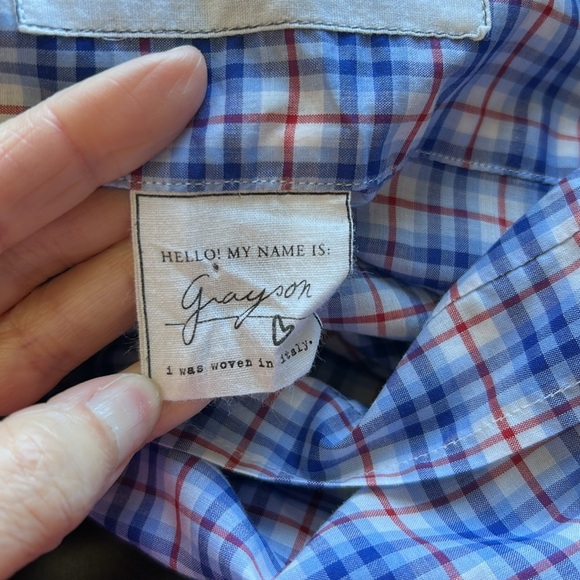 HELLO! MY NAME IS:
Grayson
i was woven in italy.